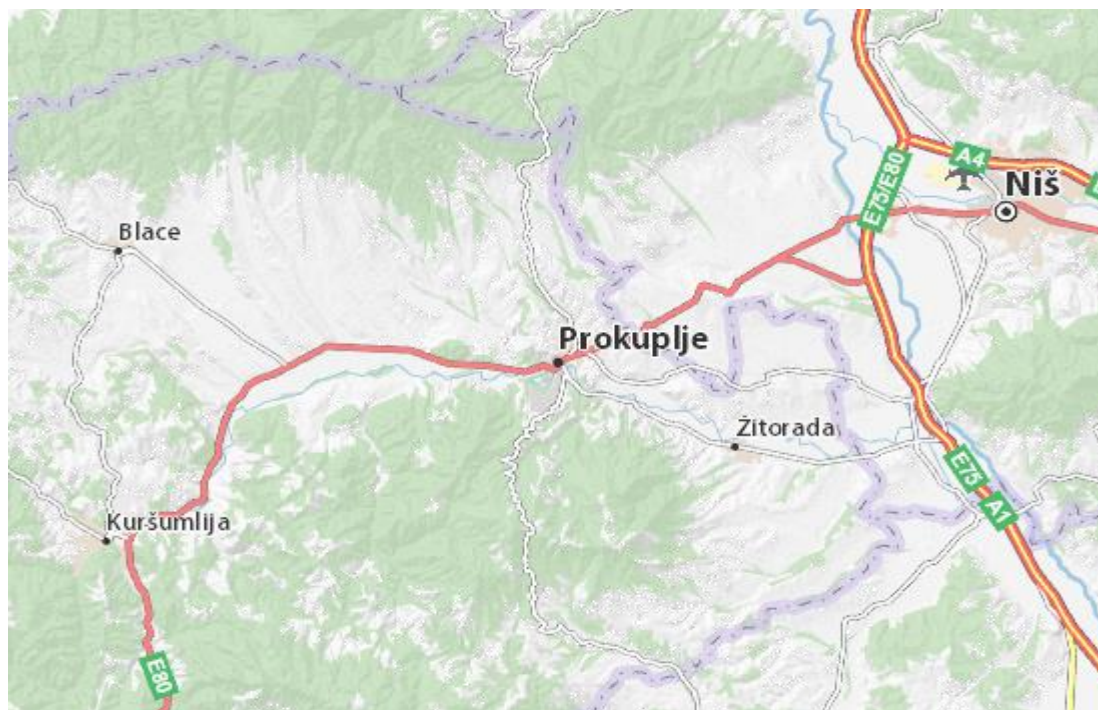 A4
Niš
E75/E80
Blace
Prokuplje
Žitorada
E75
A1
Kuršumlija
E80